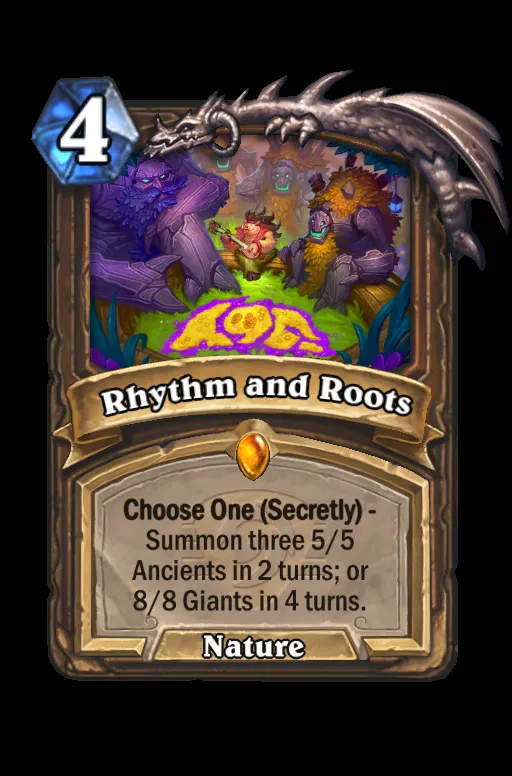 4
Rhythm and Roots
Choose One (Secretly) -
Summon three 5/5
Ancients in 2 turns; or
8/8 Giants in 4 turns.
Nature